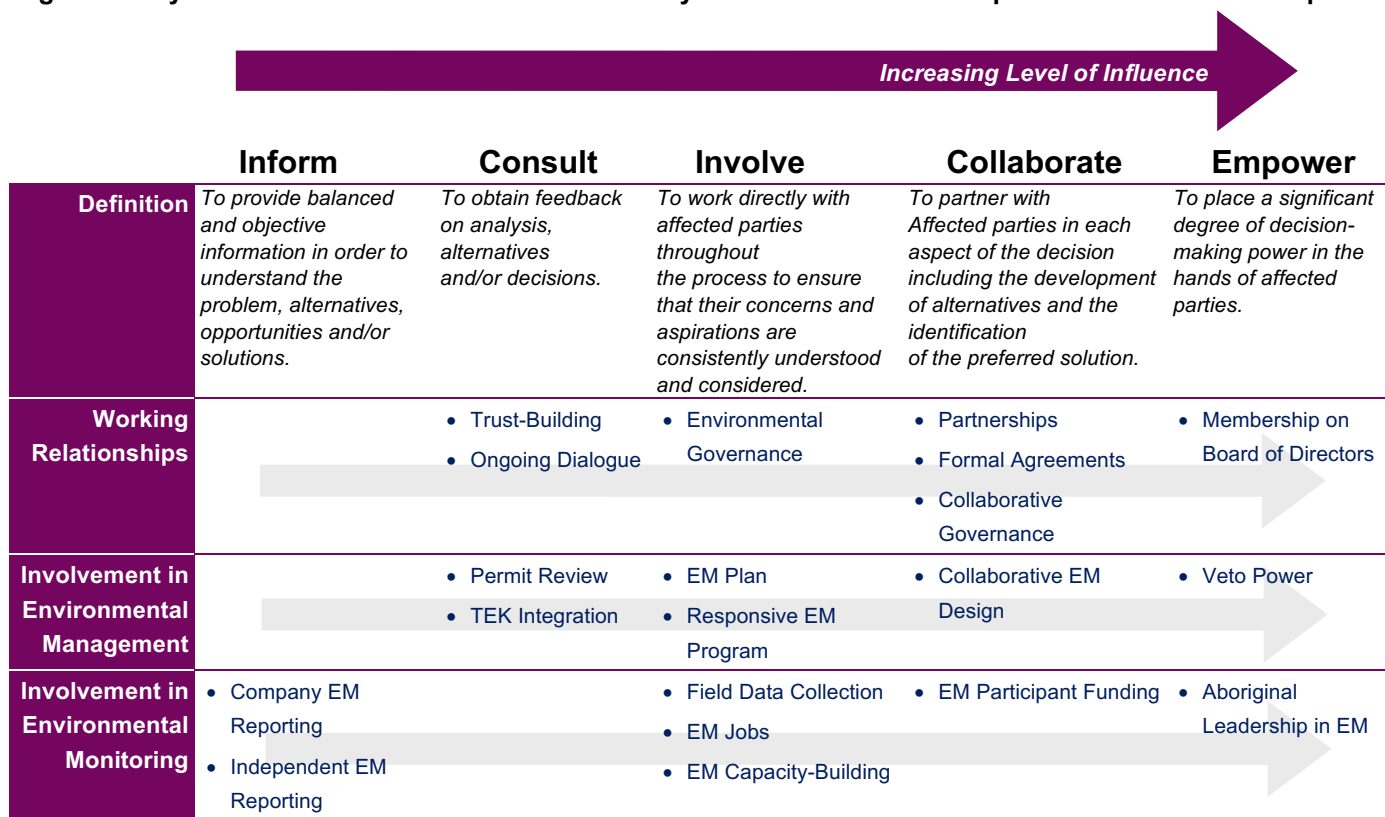 Increasing Level of Influence
Inform
Consult
Involve
Collaborate
Empower
Definition
To provide balanced
and objective
information in order to
understand the
problem, alternatives,
opportunities and/or
solutions.
To obtain feedback
on analysis,
alternatives
and/or decisions.
To work directly with
affected parties
throughout
the process to ensure
that their concerns and
aspirations are
consistently understood
and considered.
To partner with
Affected parties in each
aspect of the decision
including the development
of alternatives and the
identification
of the preferred solution.
To place a significant
degree of decision-
making power in the
hands of affected
parties.
Working
Relationships
• Trust-Building
• Ongoing Dialogue
• Environmental
Governance
• Partnerships
• Formal Agreements
• Collaborative
Governance
• Membership on
Board of Directors
Involvement in
Environmental
Management
• Permit Review
• TEK Integration
• EM Plan
• Responsive EM
Program
• Collaborative EM
Design
• Veto Power
Involvement in
Environmental
Monitoring
• Company EM
Reporting
• Independent EM
Reporting
• Field Data Collection
• EM Jobs
• EM Capacity-Building
• EM Participant Funding
• Aboriginal
Leadership in EM